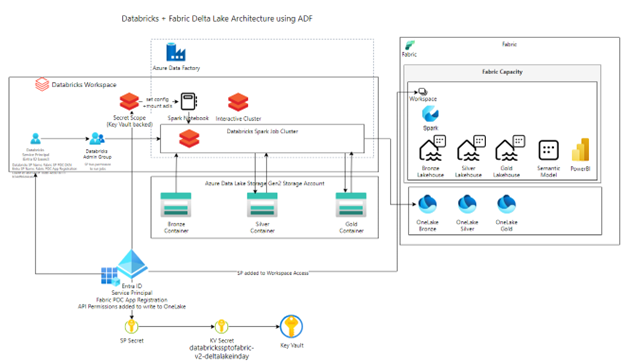 Databricks + Fabric Delta Lake Architecture using ADF
Fabric
Fabric
Azure Data Factory
Fabric Capacity
Databricks Workspace
Workspace
Secret Scope
(Key Vault backed)
set config
+mount adls
Spark Notebook
Interactive Cluster
Spark
Databricks Spark Job Cluster
Databricks
Service Principal
Databricks
Admin Group
Bronze
Lakehouse
Silver
Lakehouse
Gold
Lakehouse
Semantic
Model
PowerBI
Azure Data Lake Storage Gen2 Storage Account
Bronze
Container
Silver
Container
Gold
Container
OneLake
Bronze
OneLake
Silver
OneLake
Gold
SP added to Workspace Access
Entra ID
Service Principal
Fabric POC App Registration
API Permissions added to write to OneLake
SP Secret
KV Secret
databrickssptofabric-
v2-deltalakeinday
Key Vault